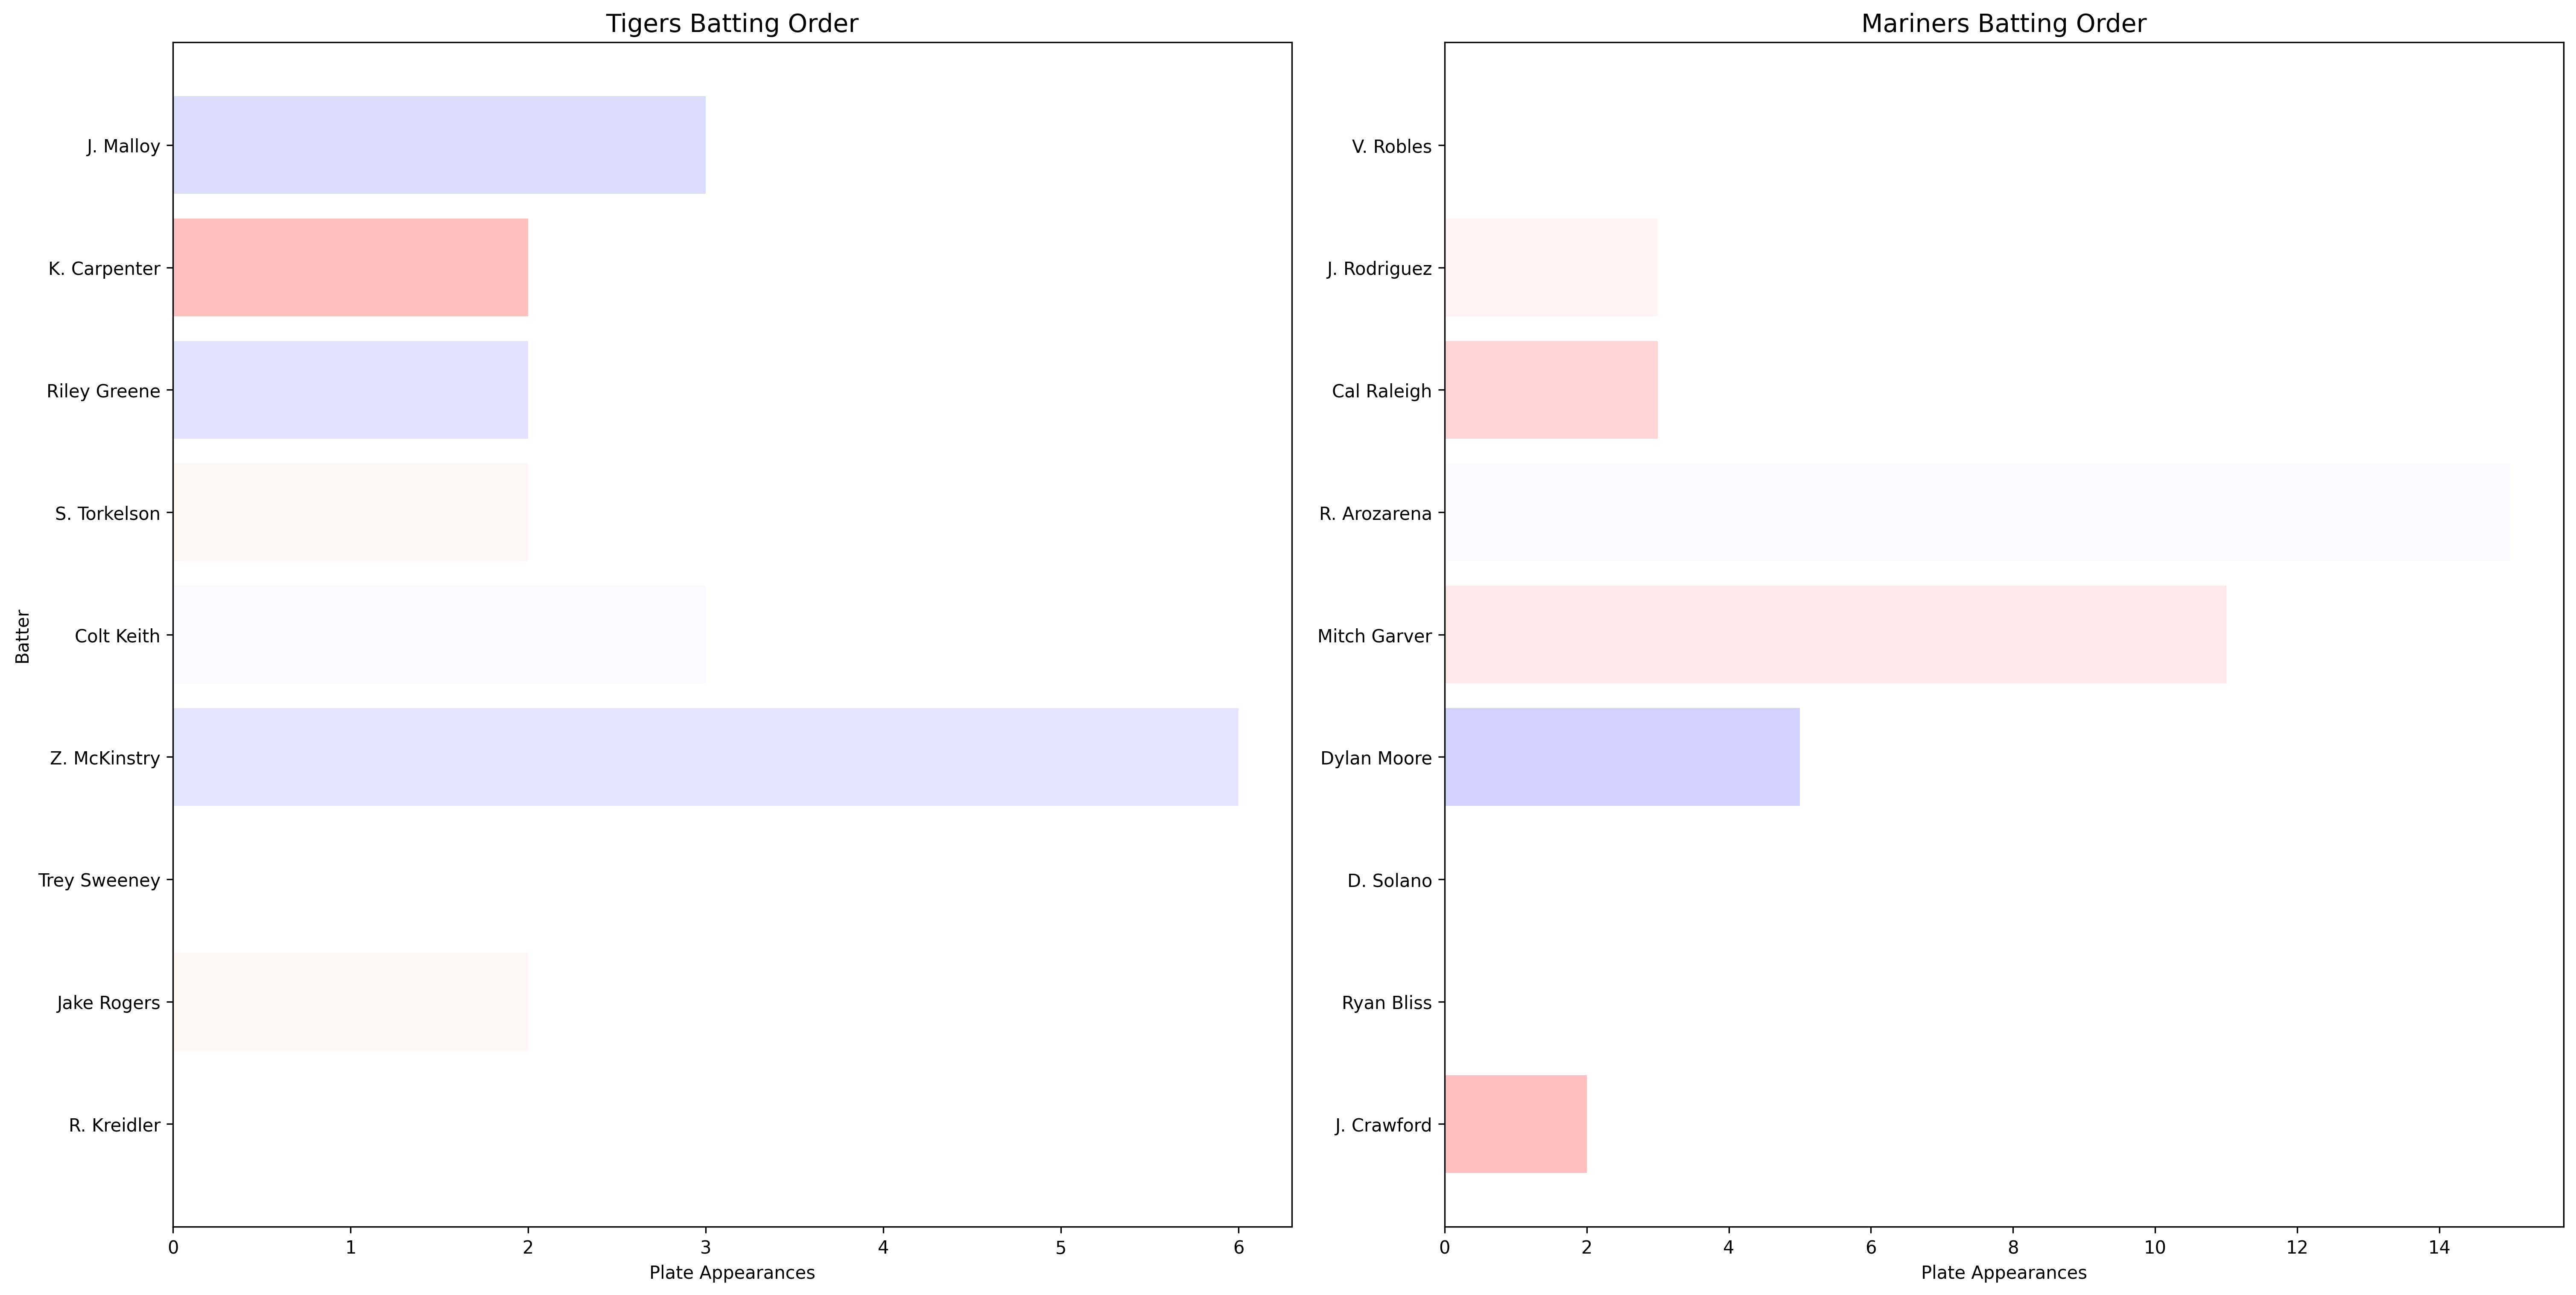 Tigers Batting Order
Batter
J. Malloy
K. Carpenter
Riley Greene
S. Torkelson
Colt Keith
Z. McKinstry
Trey Sweeney
Jake Rogers
R. Kreidler
0 1 2 3 4 5 6
Plate Appearances
Mariners Batting Order
V. Robles
J. Rodriguez
Cal Raleigh
R. Arozarena
Mitch Garver
Dylan Moore
D. Solano
Ryan Bliss
J. Crawford
0 2 4 6 8 10 12 14
Plate Appearances